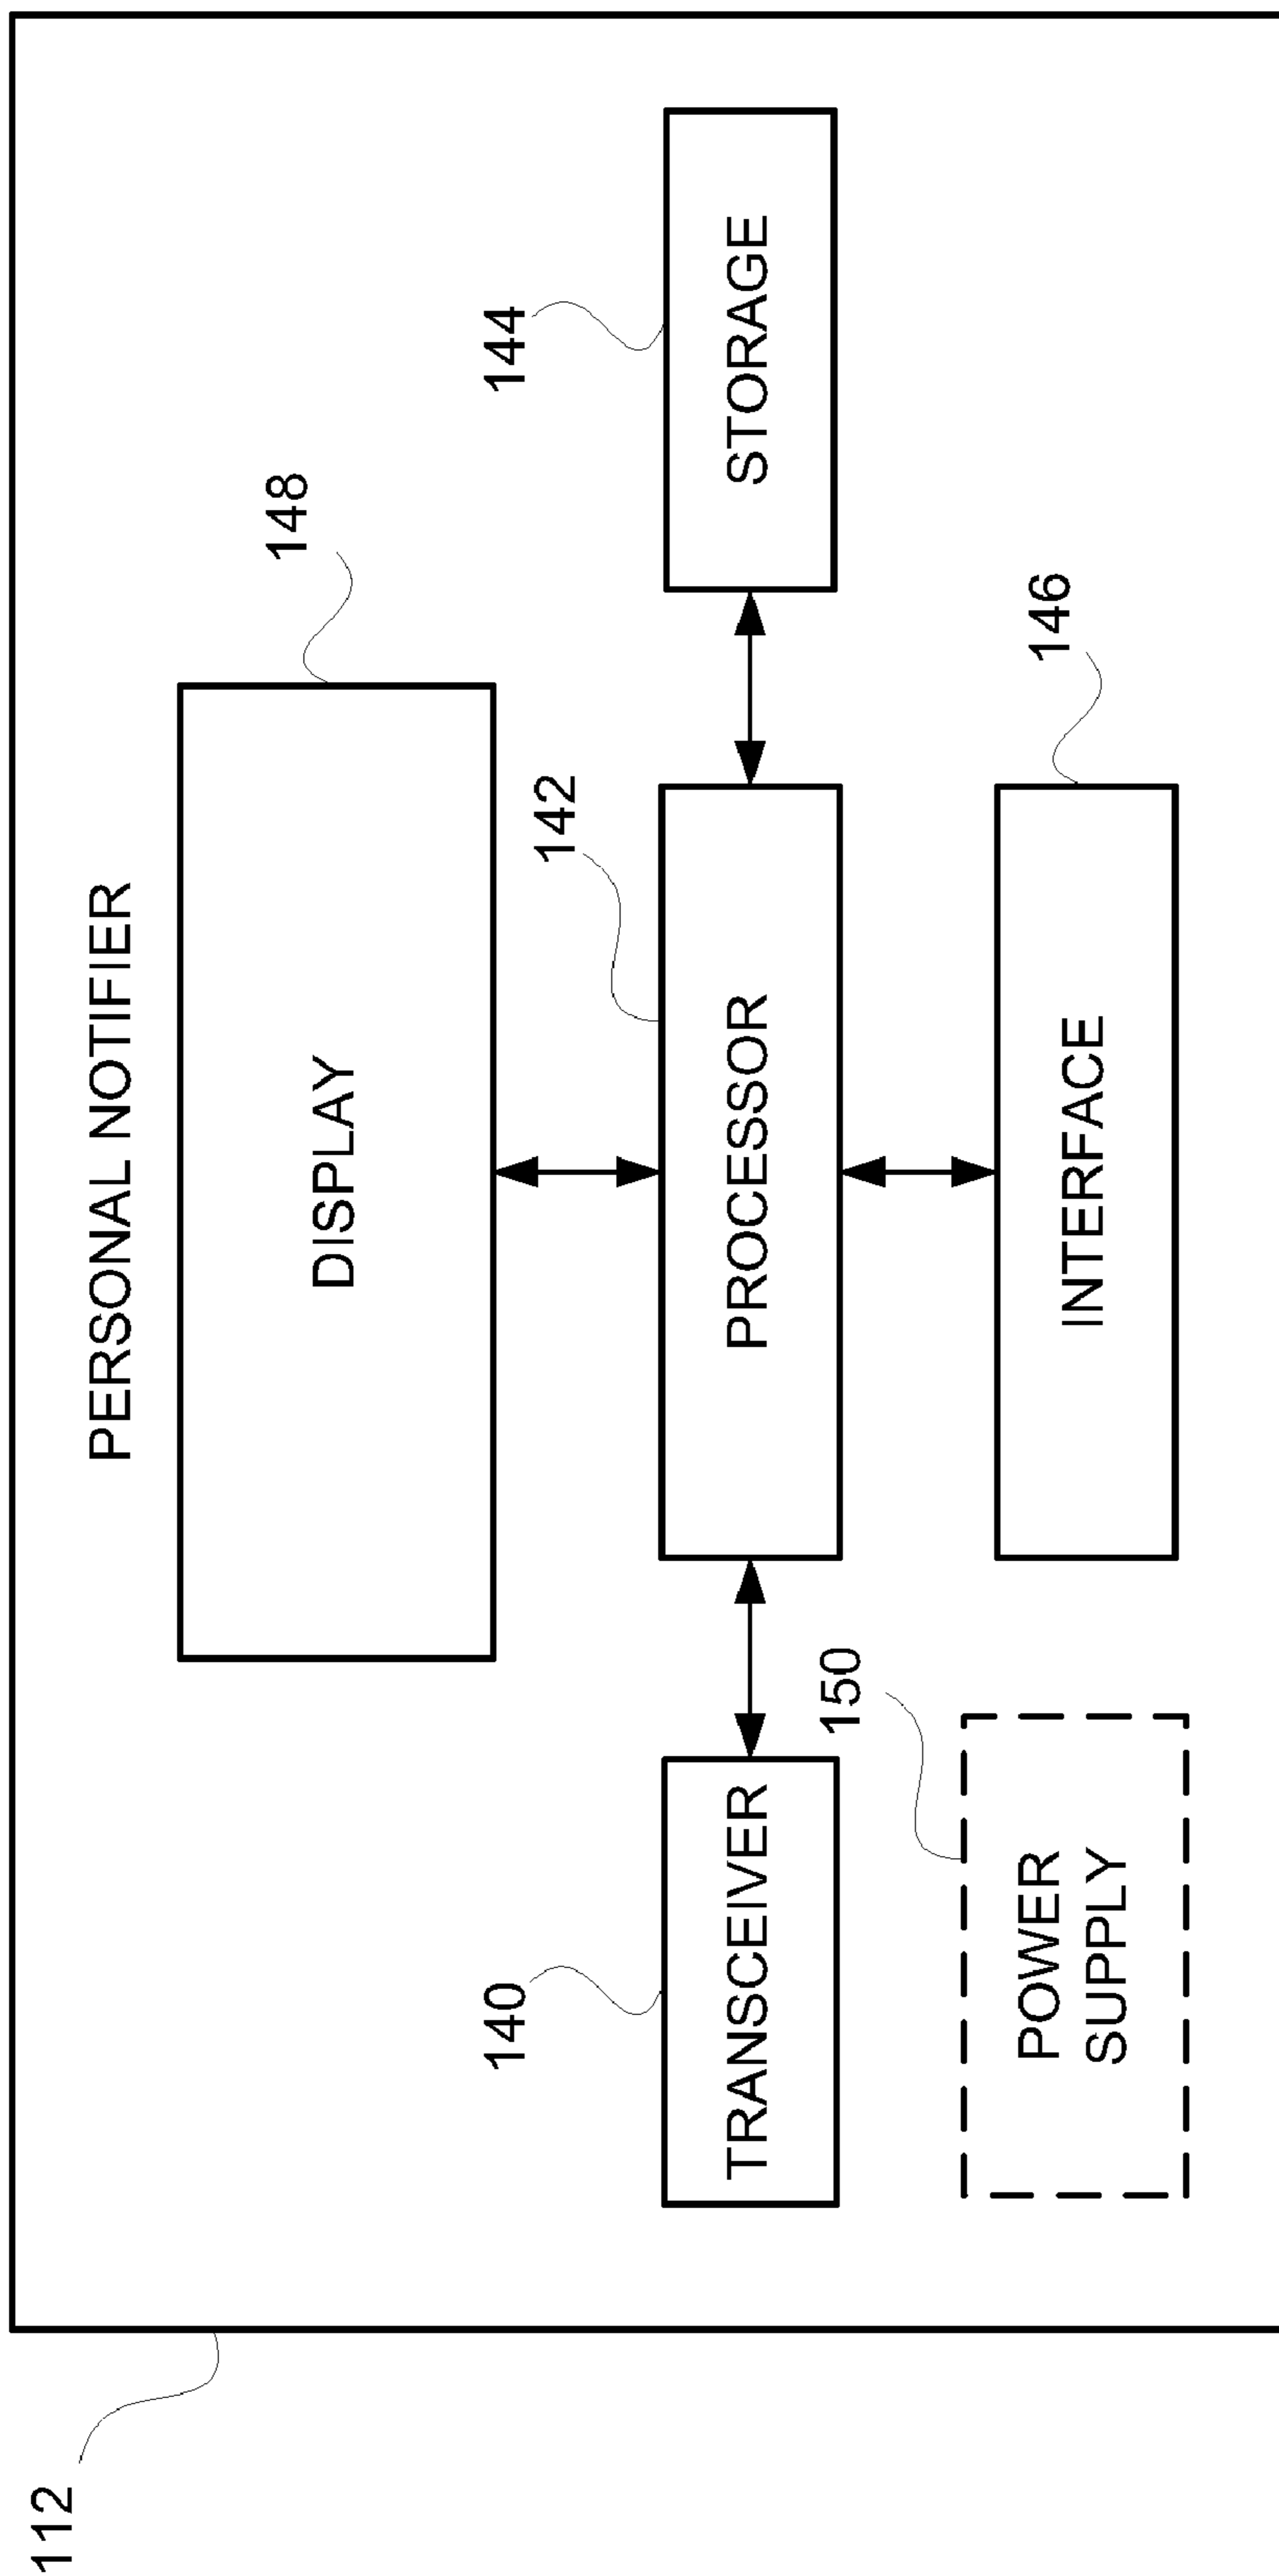 PERSONAL NOTIFIER
112
DISPLAY
148
142
144
140
TRANSCEIVER
PROCESSOR
STORAGE
150
146
POWER
SUPPLY
INTERFACE